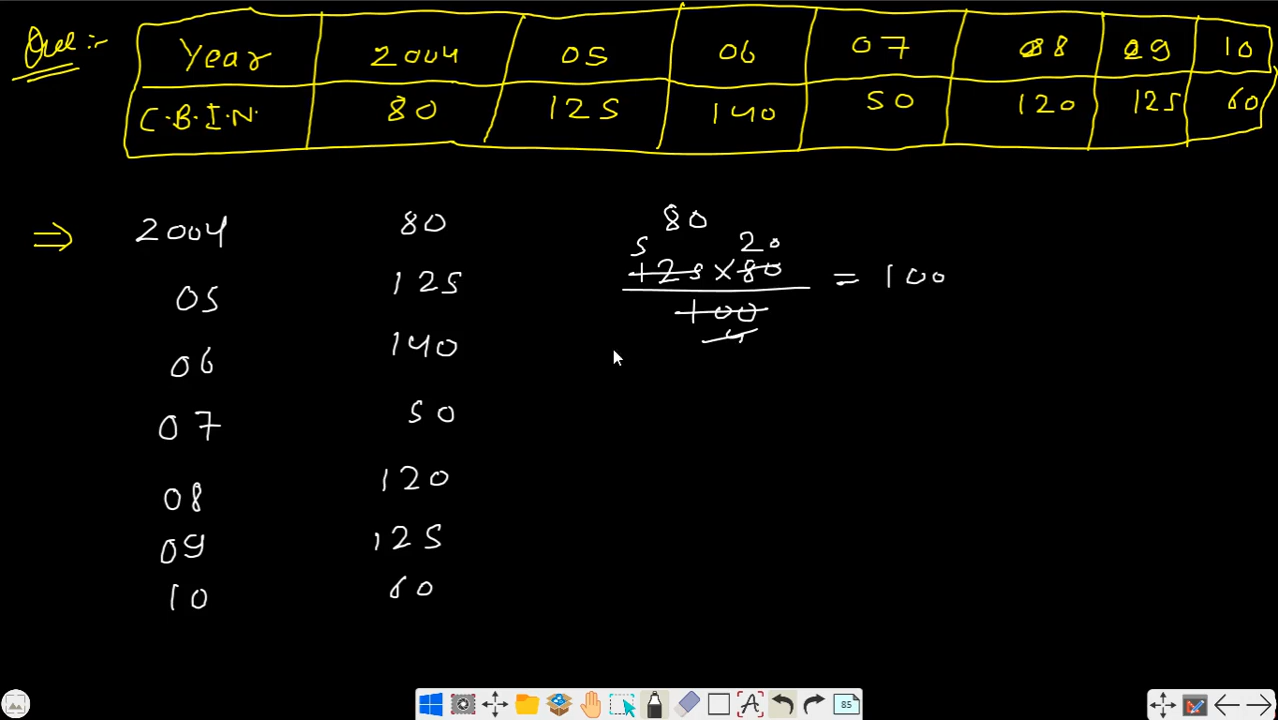 Que:-
Year 2004 05 06 07 08 09 10
C.B.I.N. 80 125 140 50 120 125 60
⇒ 2004 80 80
5 20
05 125 125 × 80 = 100
100
4
06 140
07 50
08 120
09 125
10 60
A 85